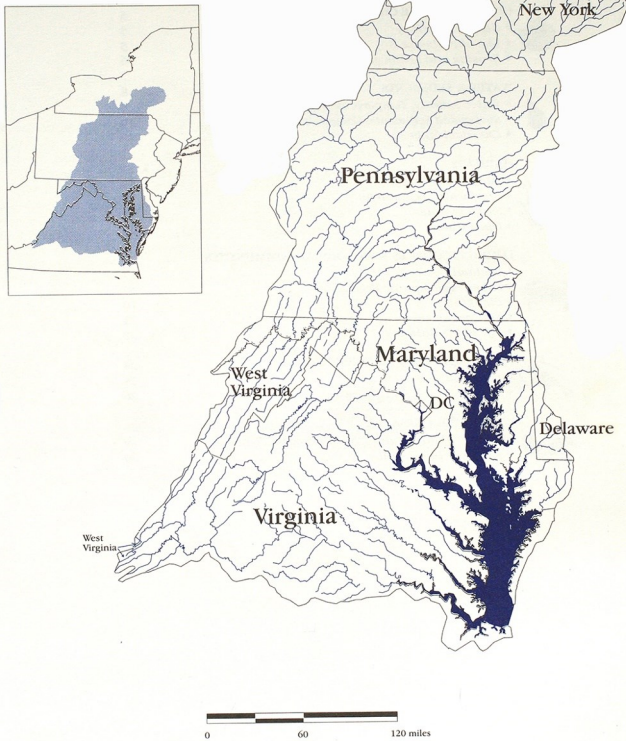 New York
Pennsylvania
Maryland
West
Virginia
DC
Delaware
Virginia
West
Virginia
0 60 120 miles